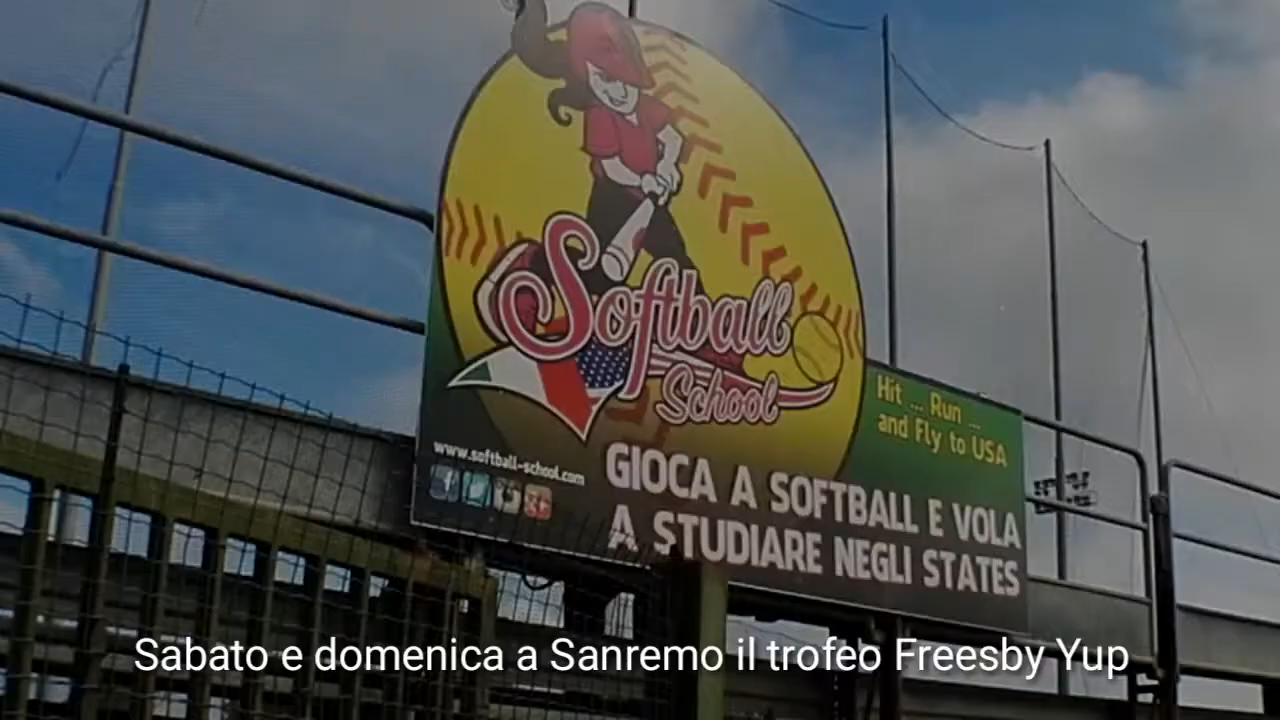 Softball
School
Hit ... Run ...
and Fly to USA
www.softball-school.com
GIOCA A SOFTBALL E VOLA
A STUDIARE NEGLI STATES
Sabato e domenica a Sanremo il trofeo Freesby Yup